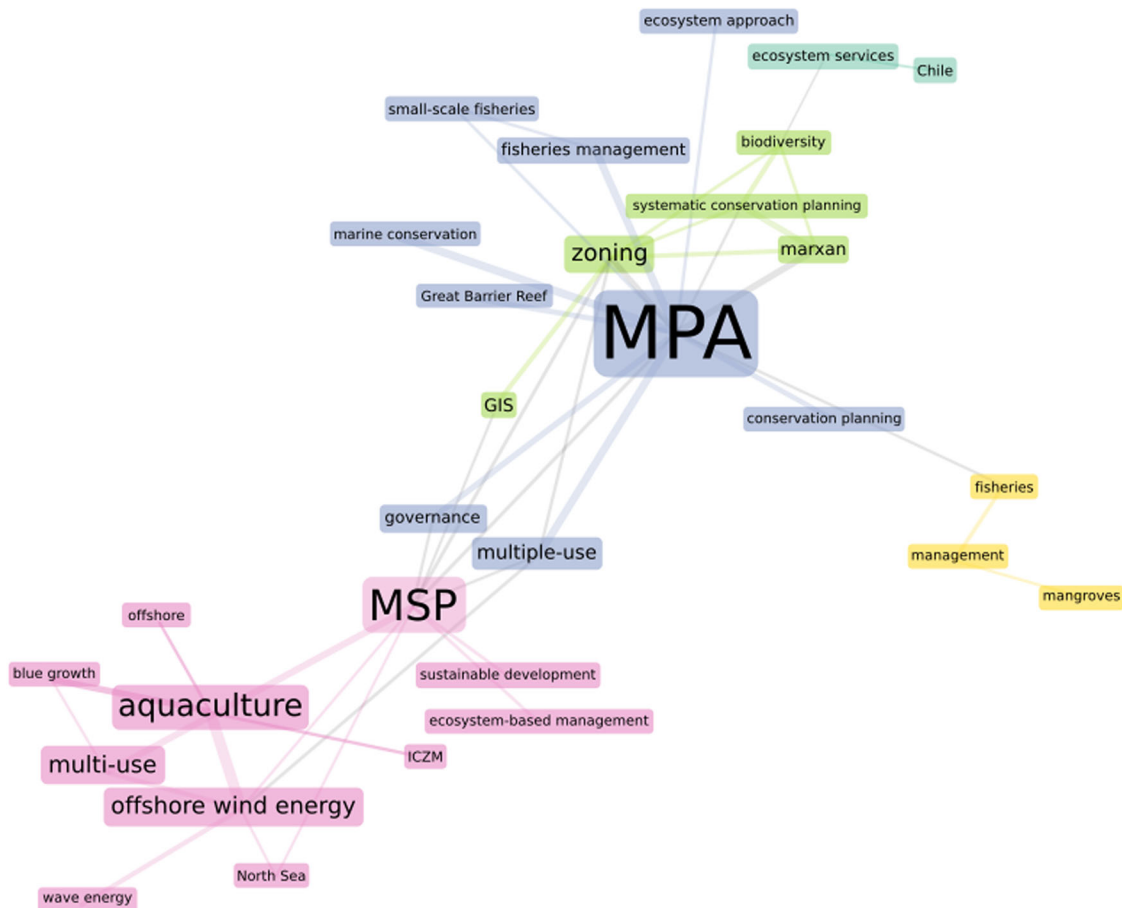 ecosystem approach
ecosystem services
Chile
small-scale fisheries
fisheries management
biodiversity
systematic conservation planning
marine conservation
zoning
marxan
Great Barrier Reef
MPA
GIS
conservation planning
fisheries
governance
multiple-use
management
mangroves
MSP
offshore
blue growth
sustainable development
aquaculture
ecosystem-based management
ICZM
multi-use
offshore wind energy
North Sea
wave energy